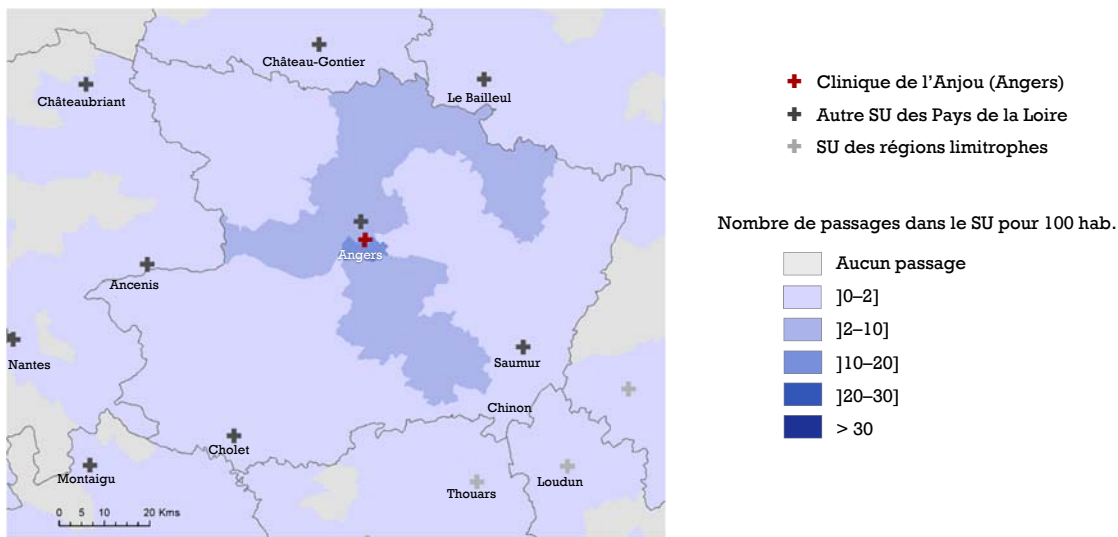 Château-Gontier
Châteaubriant
Le Bailleul
Angers
Ancenis
Nantes
Saumur
Chinon
Cholet
Montaigu
Thouars
Loudun
0 5 10 20 Kms
Clinique de l'Anjou (Angers)
Autre SU des Pays de la Loire
SU des régions limitrophes
Nombre de passages dans le SU pour 100 hab.
Aucun passage
]0–2]
]2–10]
]10–20]
]20–30]
> 30